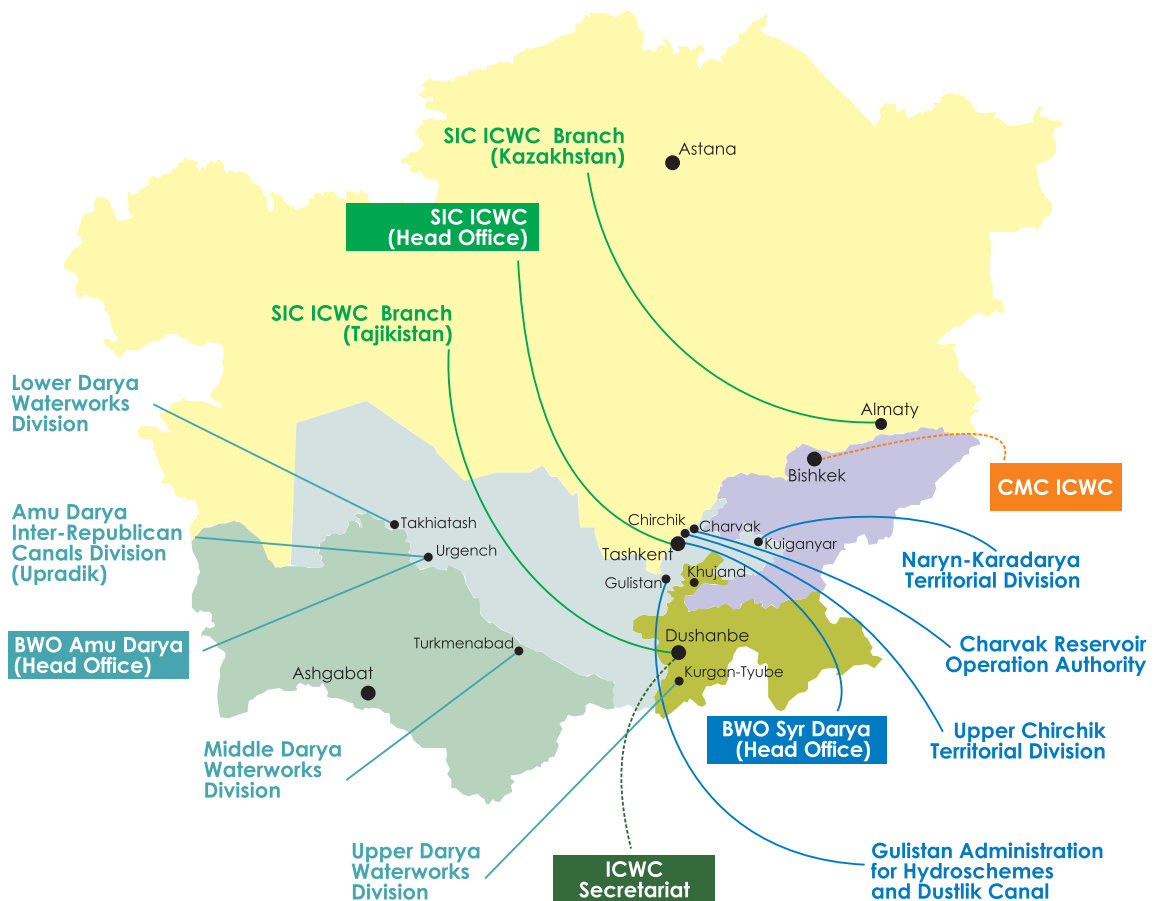 SIC ICWC Branch
(Kazakhstan)
Astana
SIC ICWC
(Head Office)
SIC ICWC Branch
(Tajikistan)
Lower Darya
Waterworks
Division
Almaty
Bishkek
CMC ICWC
Amu Darya
Inter-Republican
Canals Division
(Upradik)
Takhiatash
Urgench
Chirchik
Charvak
Tashkent
Kuiganyar
Gulistan
Khujand
Naryn-Karadarya
Territorial Division
BWO Amu Darya
(Head Office)
Turkmenabad
Dushanbe
Charvak Reservoir
Operation Authority
Ashgabat
Kurgan-Tyube
BWO Syr Darya
(Head Office)
Upper Chirchik
Territorial Division
Middle Darya
Waterworks
Division
Upper Darya
Waterworks
Division
ICWC
Secretariat
Gulistan Administration
for Hydroschemes
and Dustlik Canal